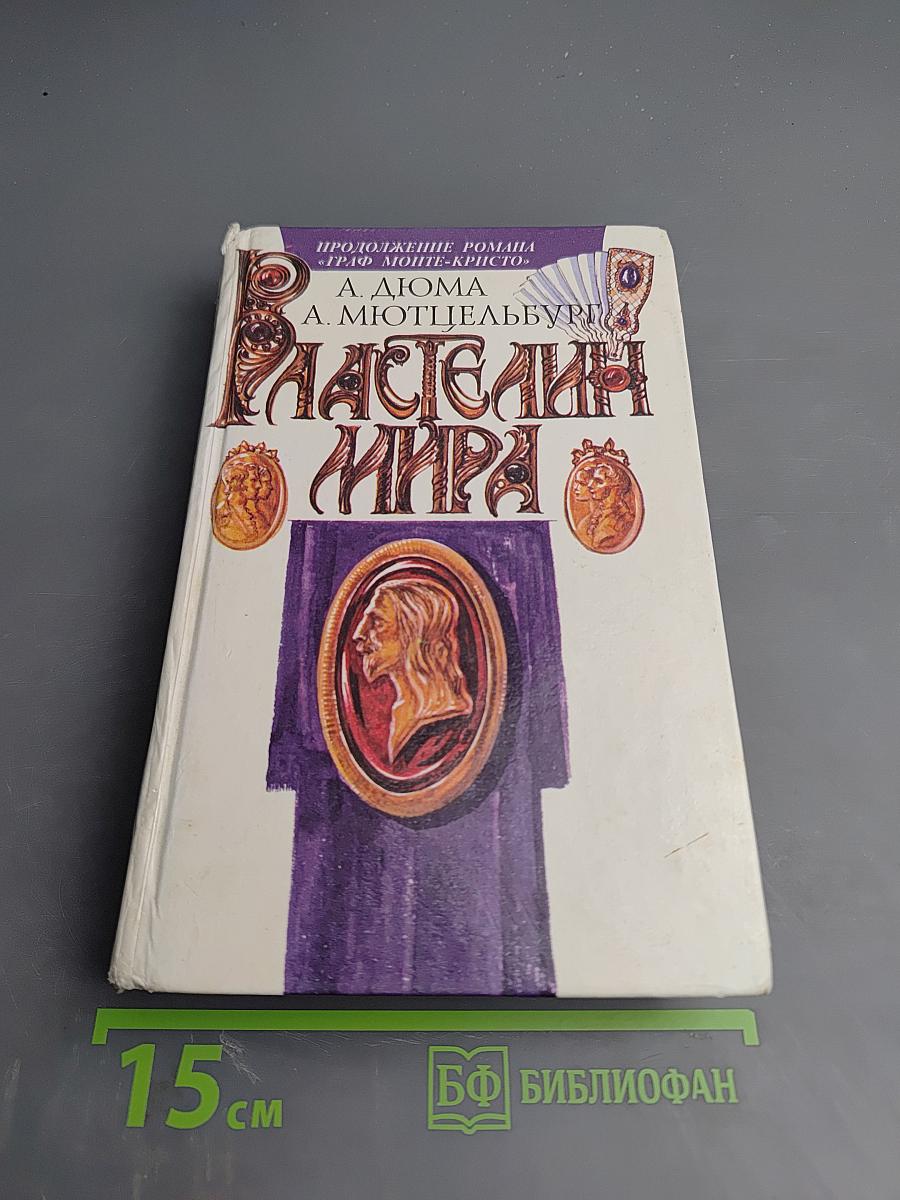 ПРОДОЛЖЕНИЕ РОМАНА
«ГРАФ МОНТЕ-КРИСТО»
А. ДЮМА
А. МЮТЦЕЛЬБУРГ
ВЛАСТЕЛИН
МИРА
15 см
БФ БИБЛИОФАН